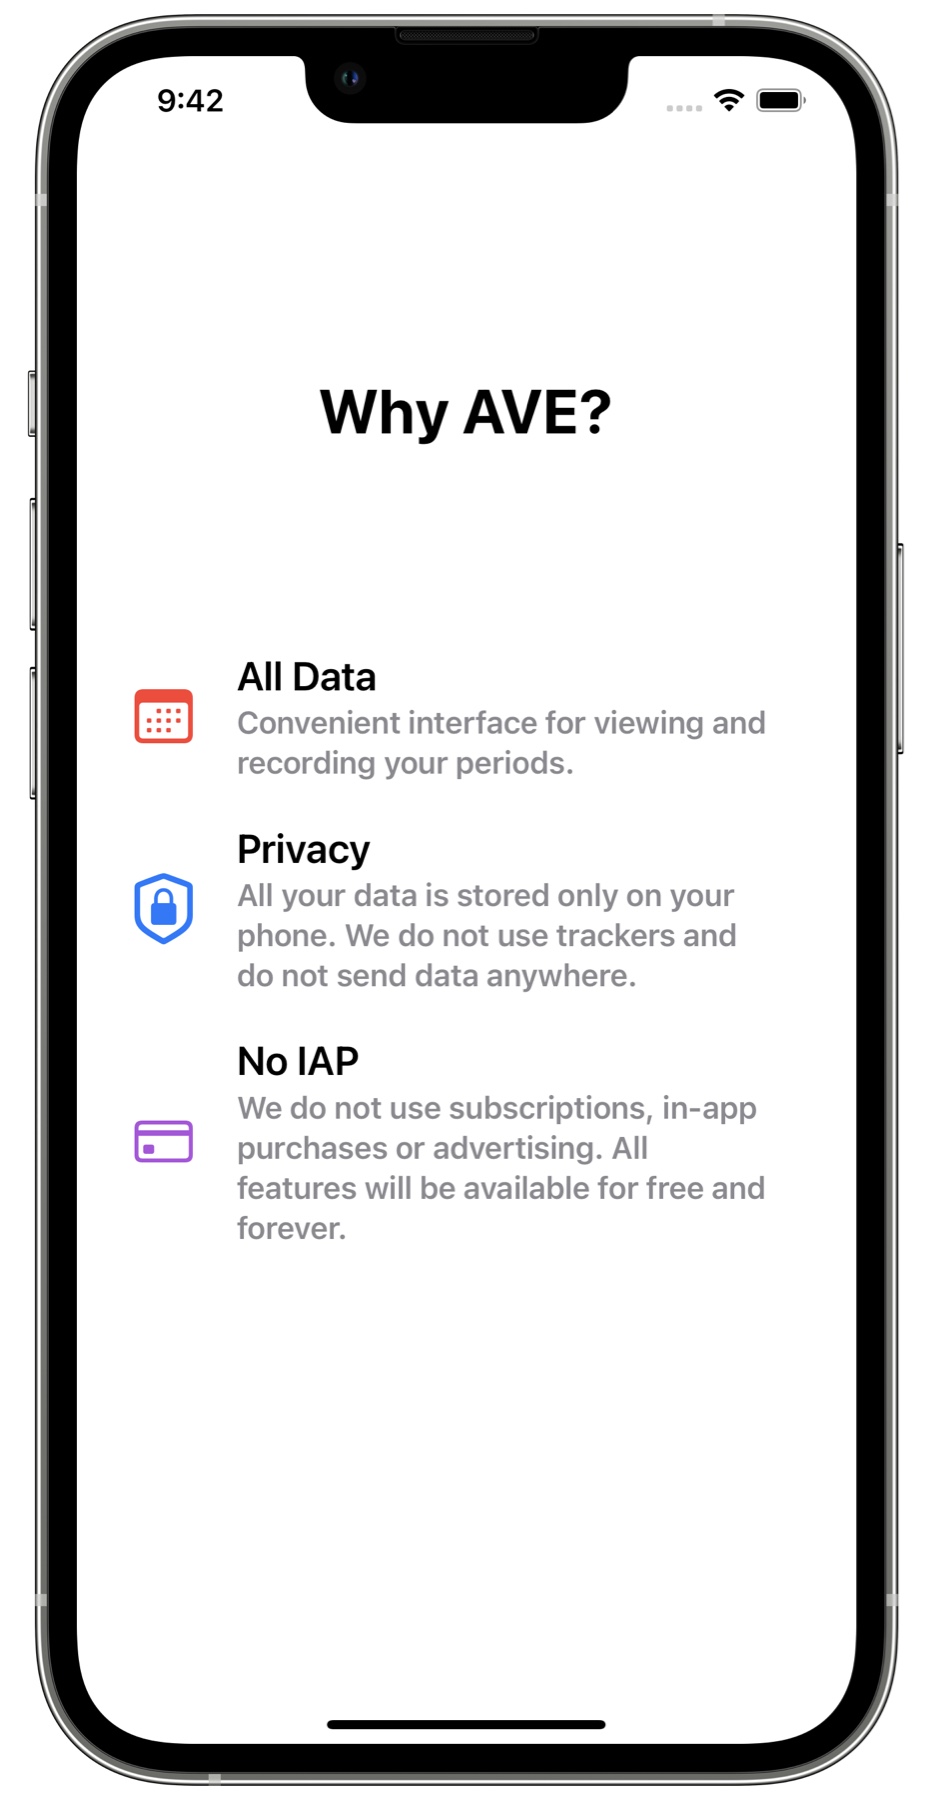 9:42
Why AVE?
All Data
Convenient interface for viewing and
recording your periods.
Privacy
All your data is stored only on your
phone. We do not use trackers and
do not send data anywhere.
No IAP
We do not use subscriptions, in-app
purchases or advertising. All
features will be available for free and
forever.